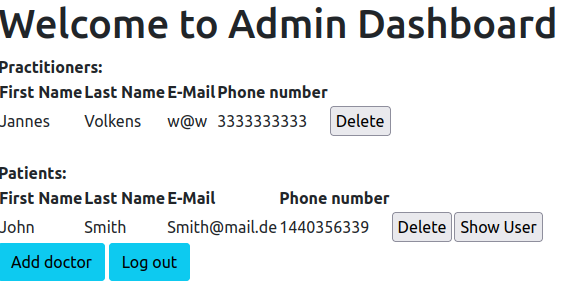 Welcome to Admin Dashboard
Practitioners:
First Name Last Name E-Mail Phone number
Jannes Volkens w@w 3333333333 Delete
Patients:
First Name Last Name E-Mail Phone number
John Smith Smith@mail.de 1440356339 Delete Show User
Add doctor Log out